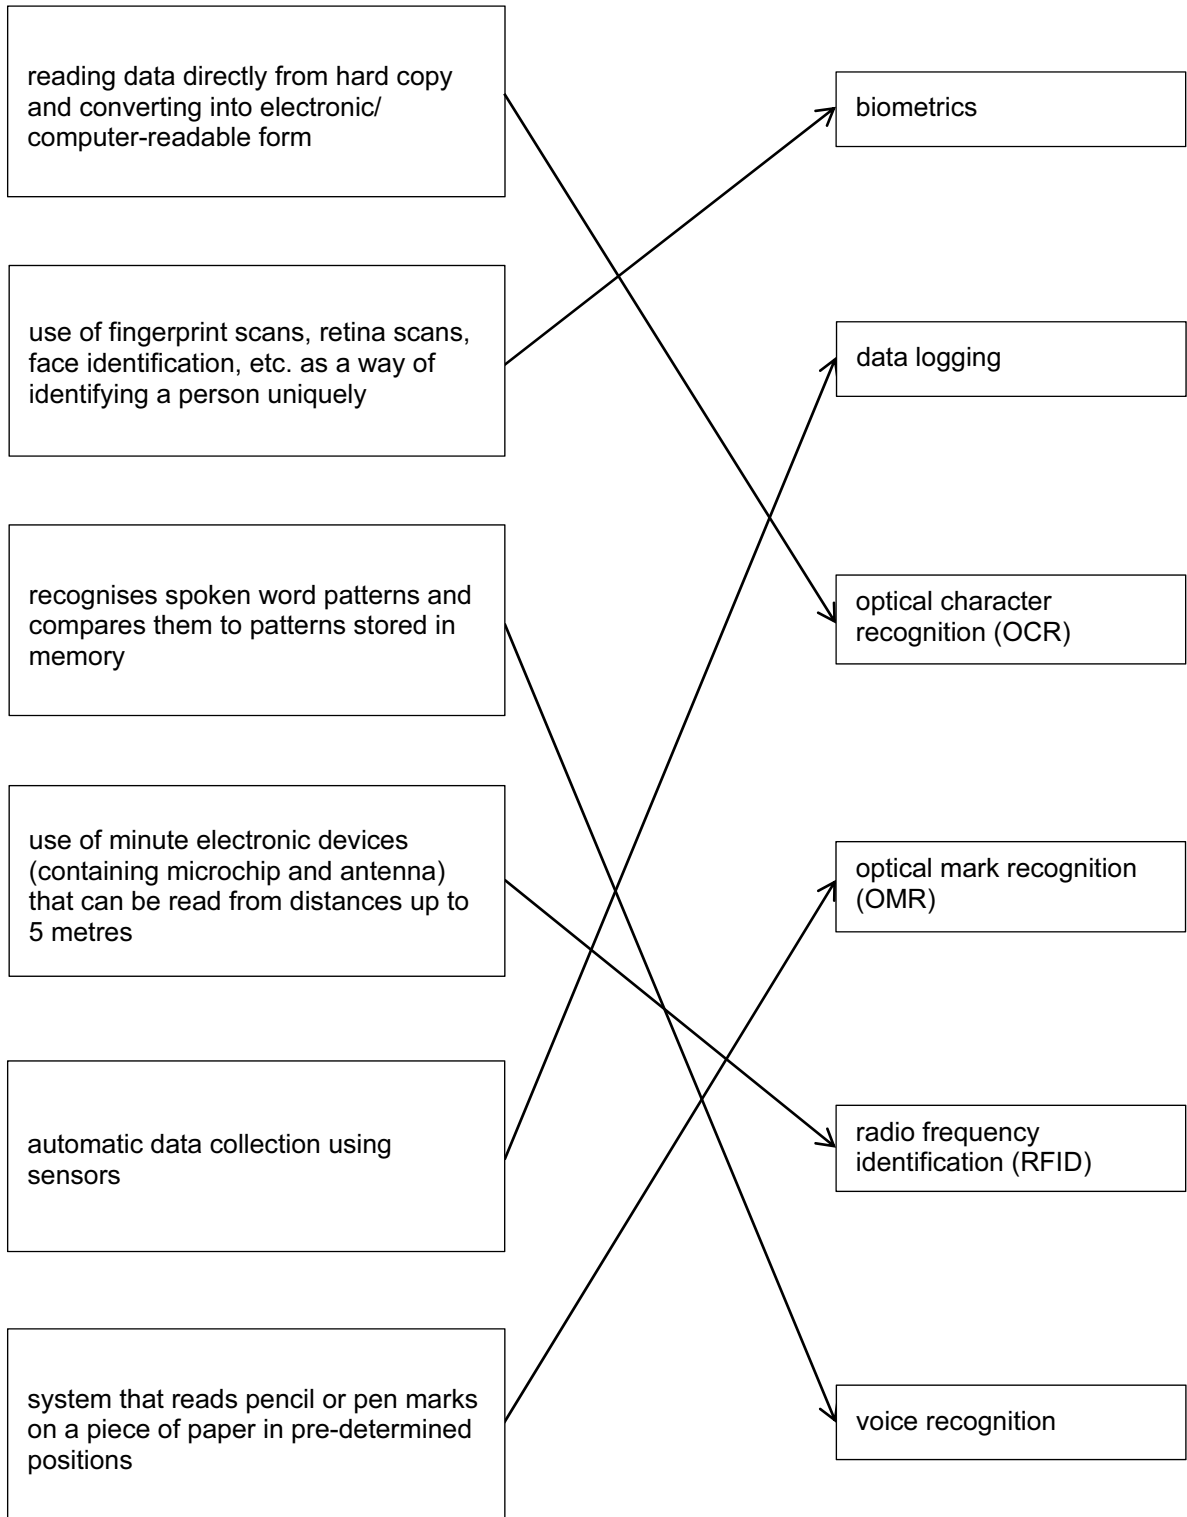 reading data directly from hard copy
and converting into electronic/
computer-readable form
use of fingerprint scans, retina scans,
face identification, etc. as a way of
identifying a person uniquely
recognises spoken word patterns and
compares them to patterns stored in
memory
use of minute electronic devices
(containing microchip and antenna)
that can be read from distances up to
5 metres
automatic data collection using
sensors
system that reads pencil or pen marks
on a piece of paper in pre-determined
positions
biometrics
data logging
optical character
recognition (OCR)
optical mark recognition
(OMR)
radio frequency
identification (RFID)
voice recognition